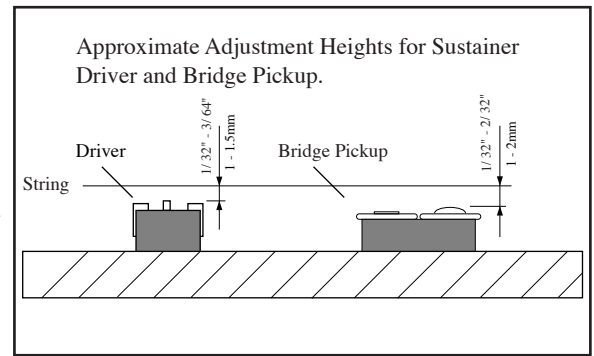 Approximate Adjustment Heights for Sustainer
Driver and Bridge Pickup.
Driver
1/ 32" - 3/ 64"
1 - 1.5mm
Bridge Pickup
1/ 32" - 2/ 32"
1 - 2mm
String